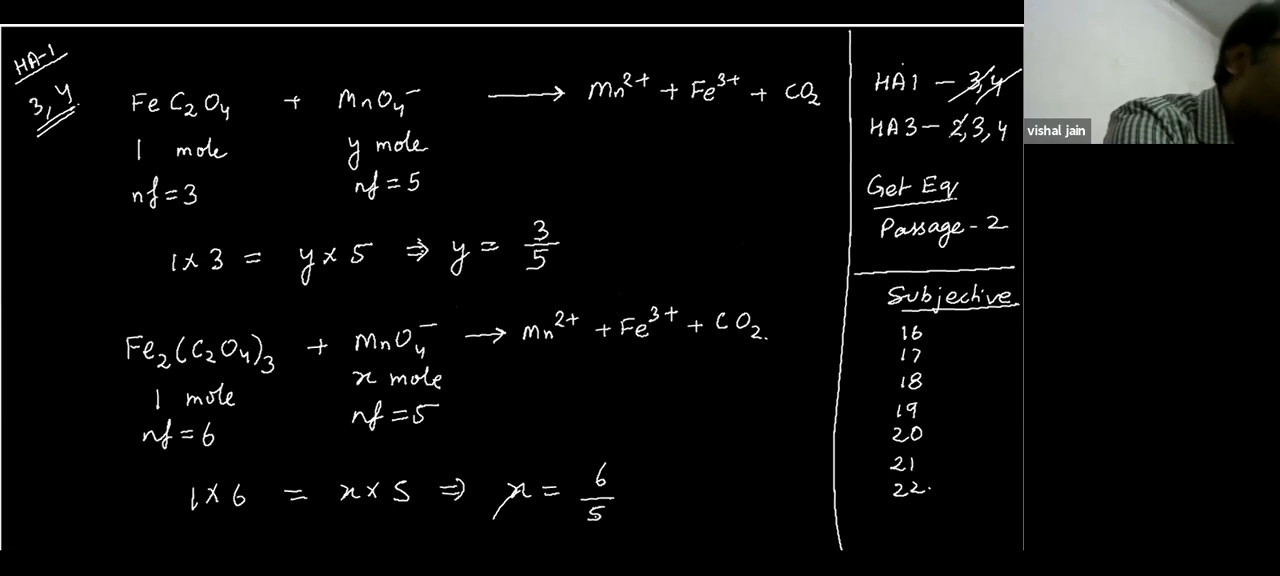 HA-1
3, 4
FeC₂O₄ + MnO₄⁻ ⟶ Mn²⁺ + Fe³⁺ + CO₂
1 mole y mole
nf = 3 nf = 5
1 × 3 = y × 5 ⇒ y = 3/5
Fe₂(C₂O₄)₃ + MnO₄⁻ ⟶ Mn²⁺ + Fe³⁺ + CO₂.
1 mole x mole
nf = 6 nf = 5
1 × 6 = x × 5 ⇒ x = 6/5
HA1 – 3, 4
HA3 – 2, 3, 4
Get Eq
Passage - 2
Subjective
16
17
18
19
20
21
22.
vishal jain